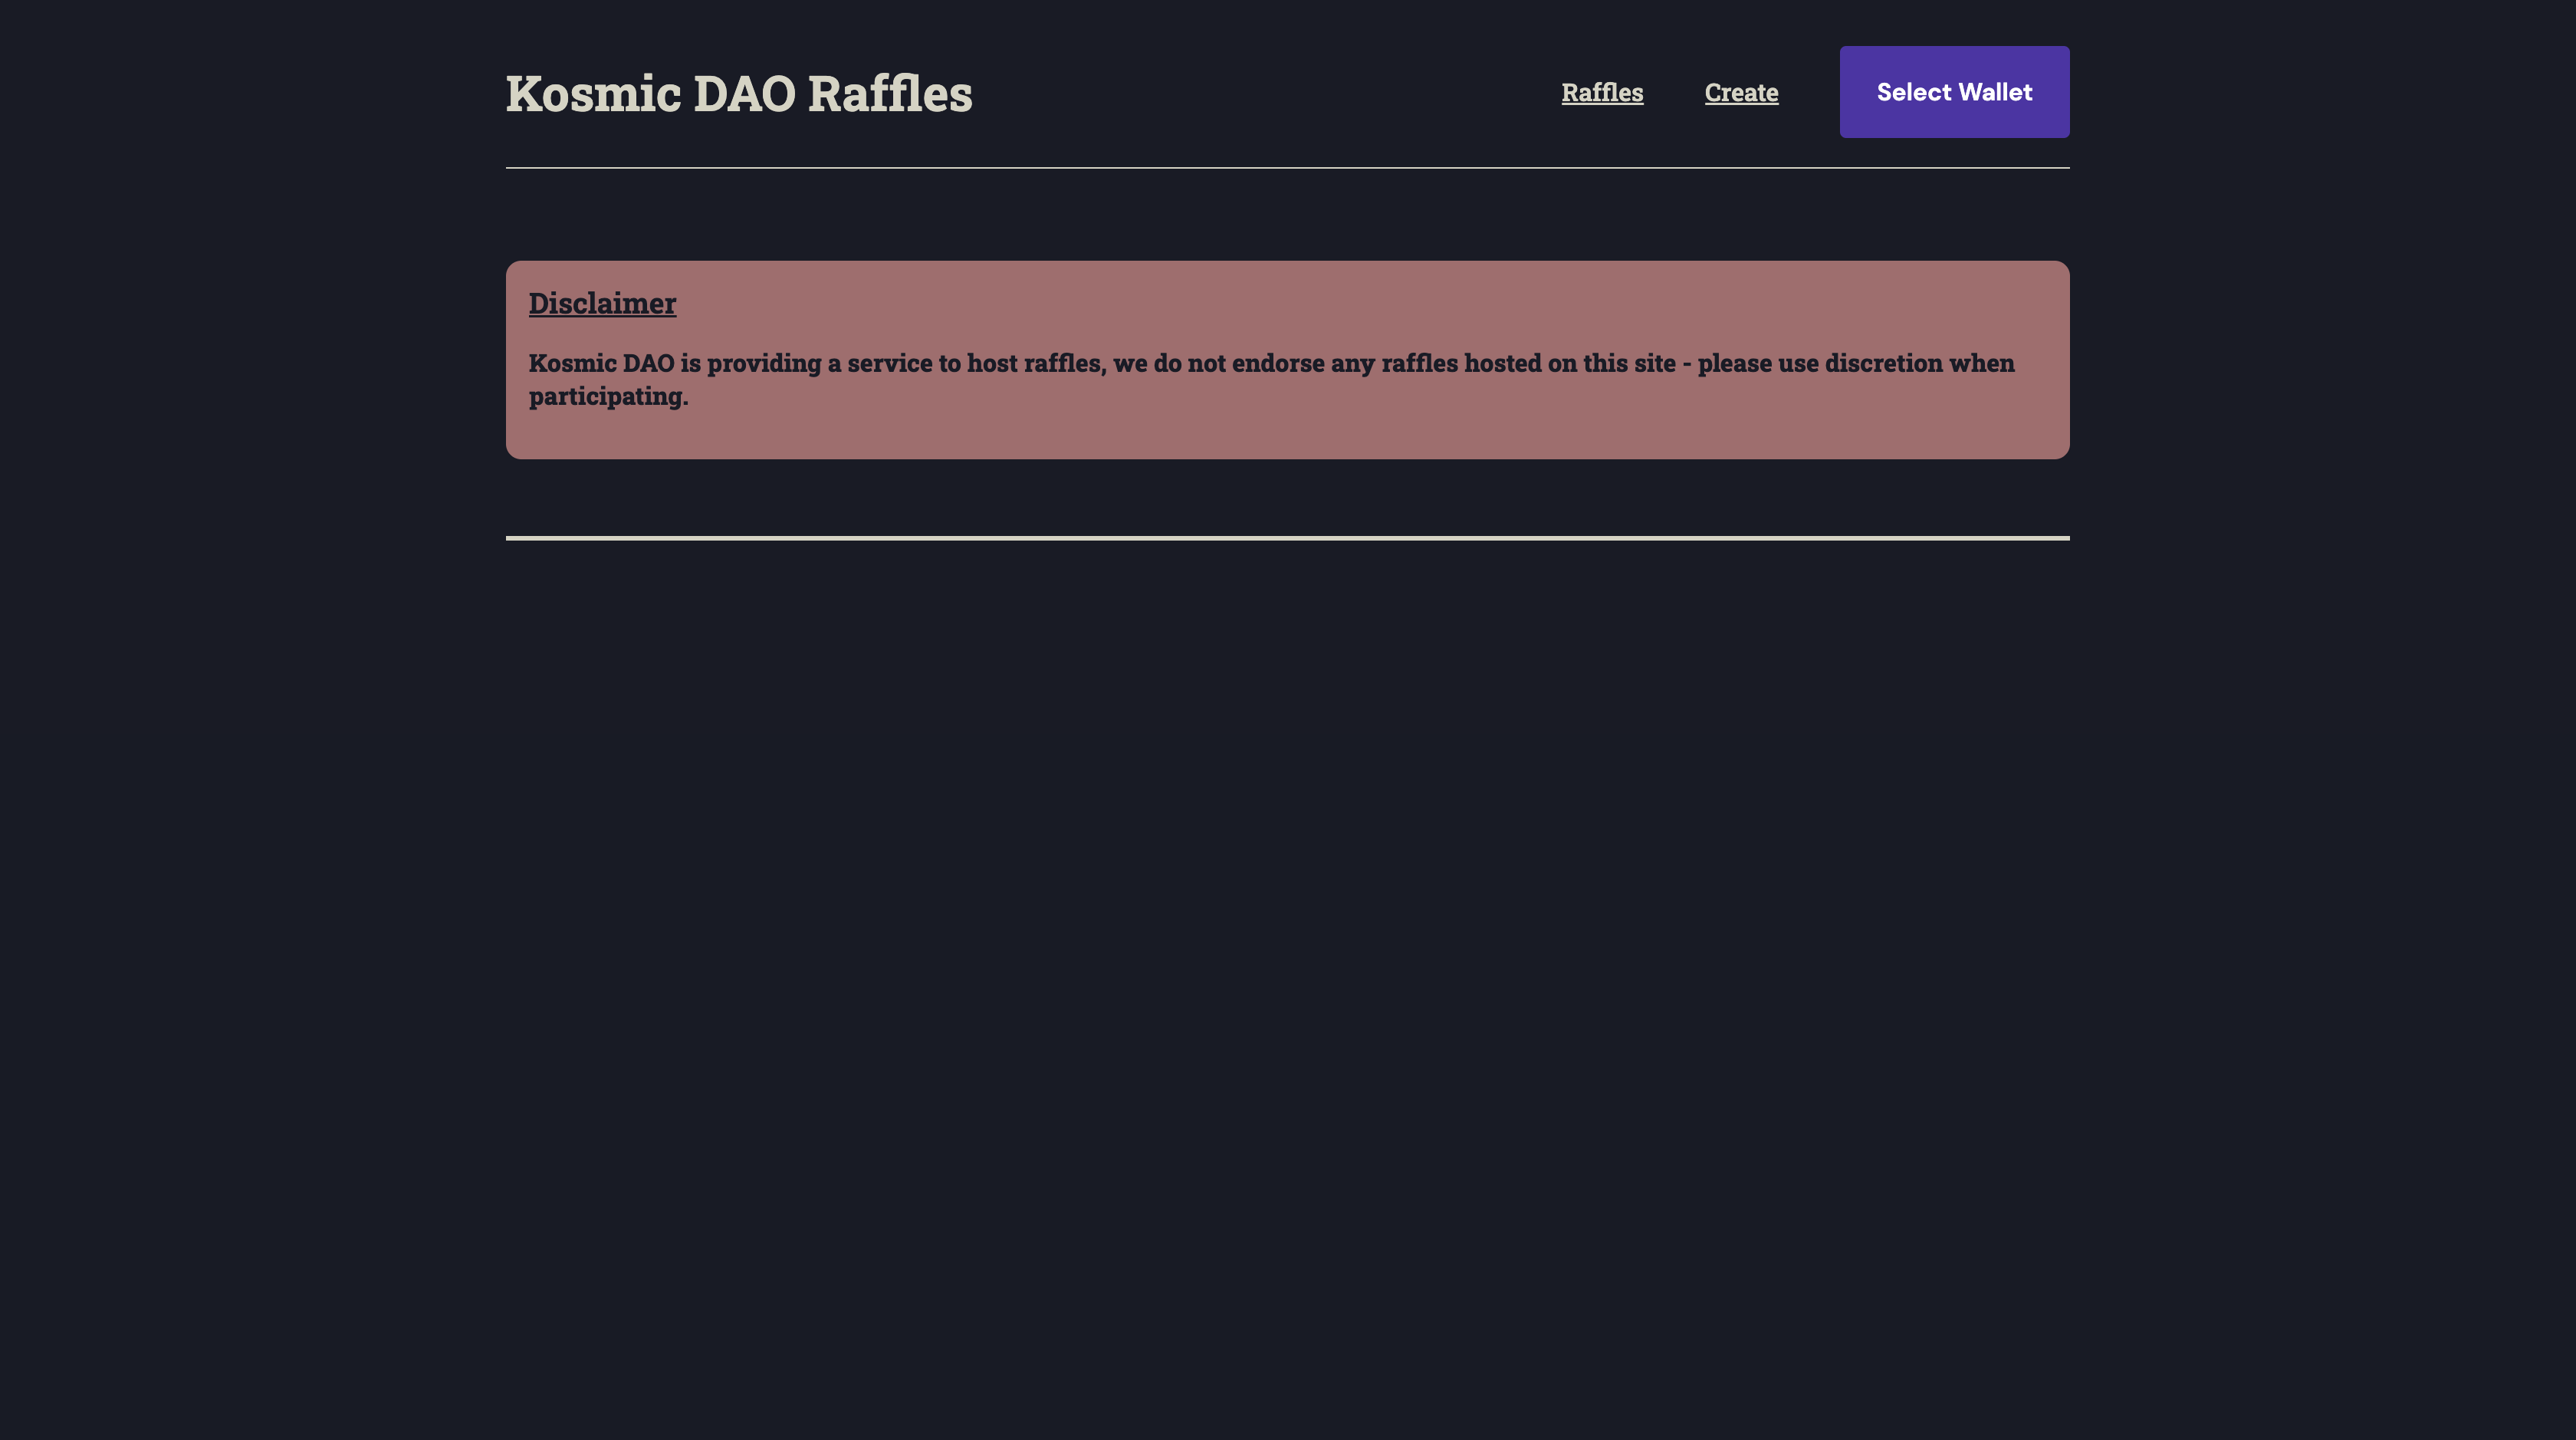 Kosmic DAO Raffles
Raffles
Create
Select Wallet
Disclaimer
Kosmic DAO is providing a service to host raffles, we do not endorse any raffles hosted on this site - please use discretion when
participating.